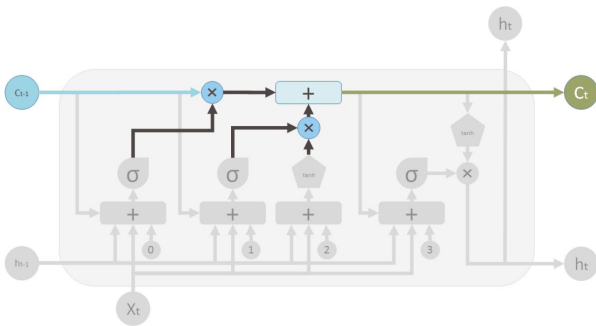 ht
Ct-1
×
+
Ct
×
σ
σ
tanh
tanh
σ
×
+
+
+
+
0
1
2
3
ht-1
ht
Xt